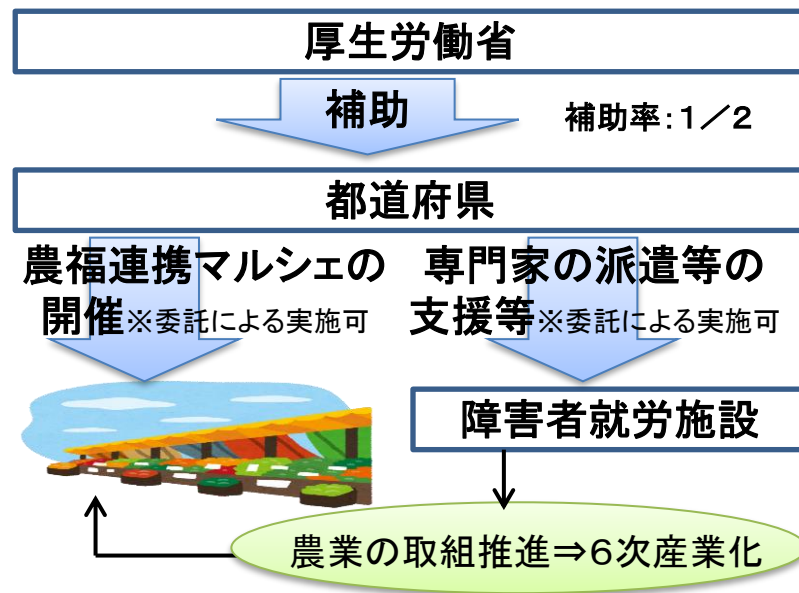 厚生労働省
補助
補助率:1/2
都道府県
農福連携マルシェの
開催※委託による実施可
専門家の派遣等の
支援等※委託による実施可
障害者就労施設
農業の取組推進⇒6次産業化